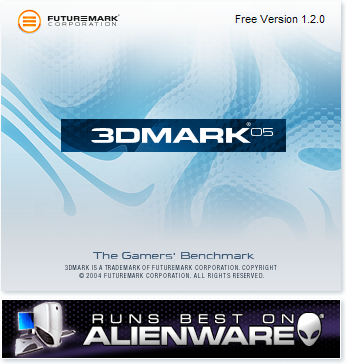 FUTUREMARK®
CORPORATION
Free Version 1.2.0
3DMARK®05
The Gamers' Benchmark
3DMARK IS A TRADEMARK OF FUTUREMARK CORPORATION. COPYRIGHT
© 2004 FUTUREMARK CORPORATION. ALL RIGHTS RESERVED.
RUNS BEST ON
ALIENWARE®